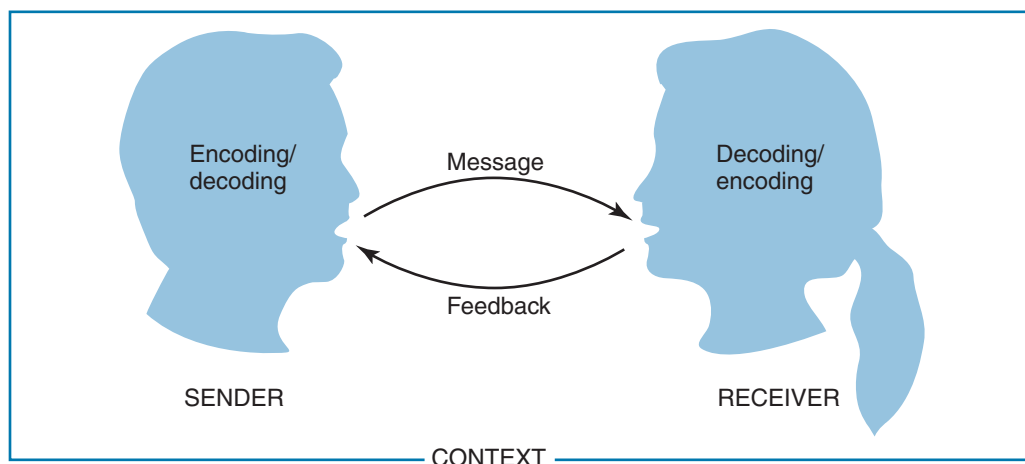 Encoding/
decoding
Message
Decoding/
encoding
Feedback
SENDER
RECEIVER
CONTEXT